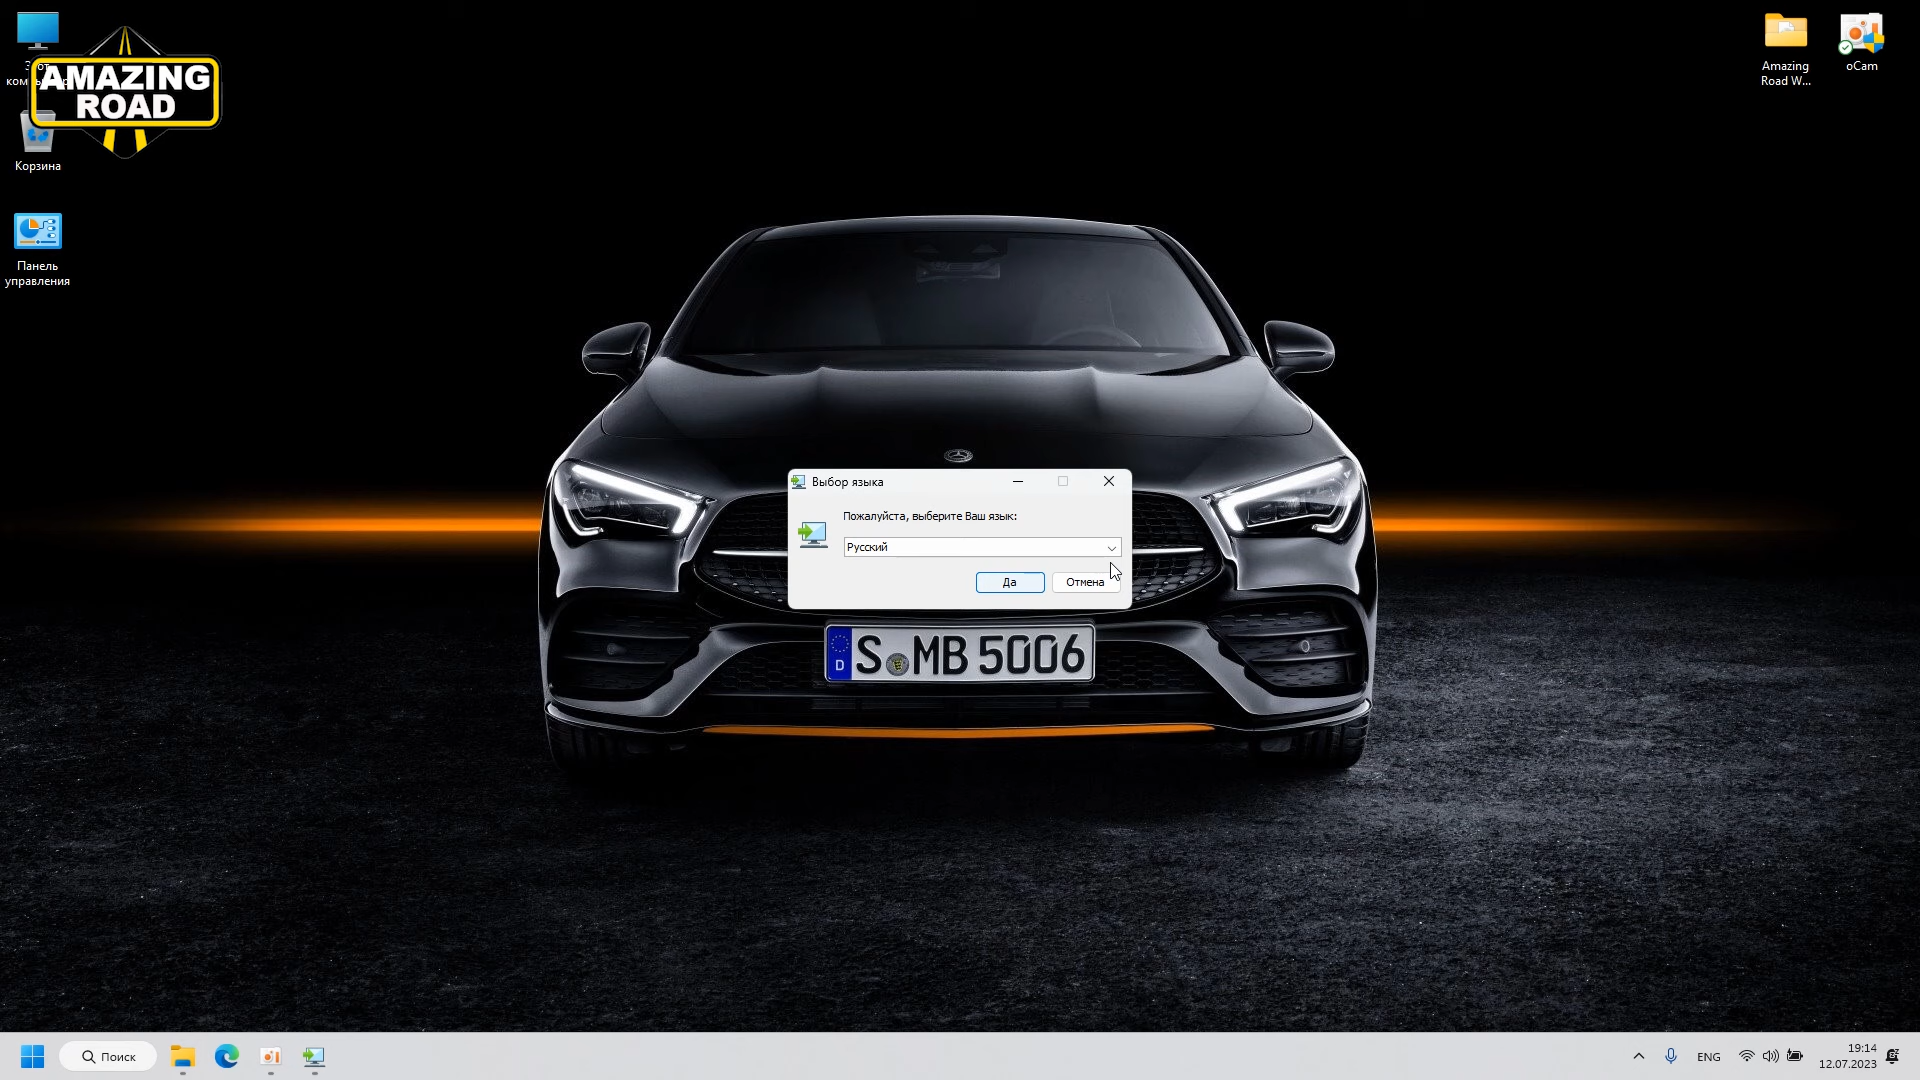 AMAZING
ROAD
Корзина
Панель
управления
Amazing
Road W...
oCam
Выбор языка
Пожалуйста, выберите Ваш язык:
Русский
Да
Отмена
D
S MB 5006
Поиск
ENG
19:14
12.07.2023